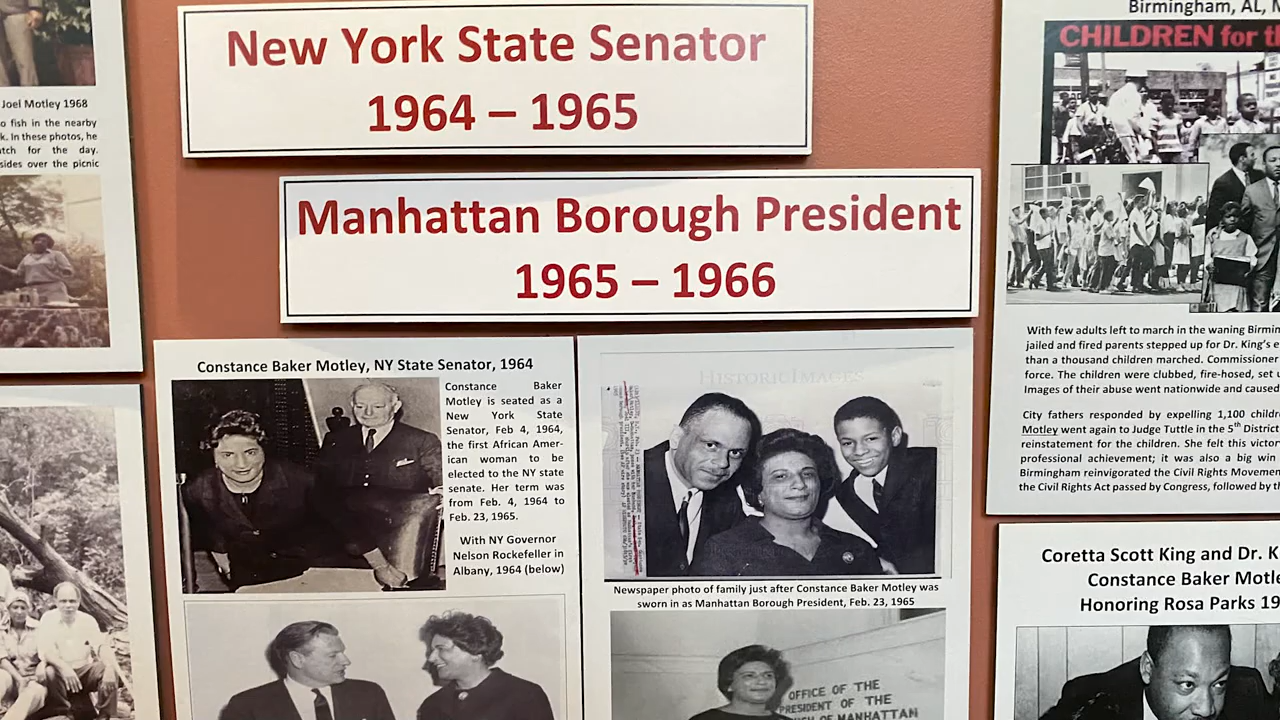 Joel Motley 1968
o fish in the nearby
k. In these photos, he
tch for the day.
sides over the picnic
New York State Senator
1964 – 1965
Manhattan Borough President
1965 – 1966
Constance Baker Motley, NY State Senator, 1964
Constance Baker
Motley is seated as a
New York State
Senator, Feb 4, 1964,
the first African Amer-
ican woman to be
elected to the NY state
senate. Her term was
from Feb. 4, 1964 to
Feb. 23, 1965.
With NY Governor
Nelson Rockefeller in
Albany, 1964 (below)
HISTORICIMAGES
Newspaper photo of family just after Constance Baker Motley was
sworn in as Manhattan Borough President, Feb. 23, 1965
OFFICE OF THE
PRESIDENT OF THE
OF MANHATTAN
Birmingham, AL, M
CHILDREN for th
With few adults left to march in the waning Birmin
jailed and fired parents stepped up for Dr. King's e
than a thousand children marched. Commissioner
force. The children were clubbed, fire-hosed, set u
Images of their abuse went nationwide and caused
City fathers responded by expelling 1,100 childr
Motley went again to Judge Tuttle in the 5th District
reinstatement for the children. She felt this victor
professional achievement; it was also a big win
Birmingham reinvigorated the Civil Rights Movemen
the Civil Rights Act passed by Congress, followed by th
Coretta Scott King and Dr. K
Constance Baker Motle
Honoring Rosa Parks 19